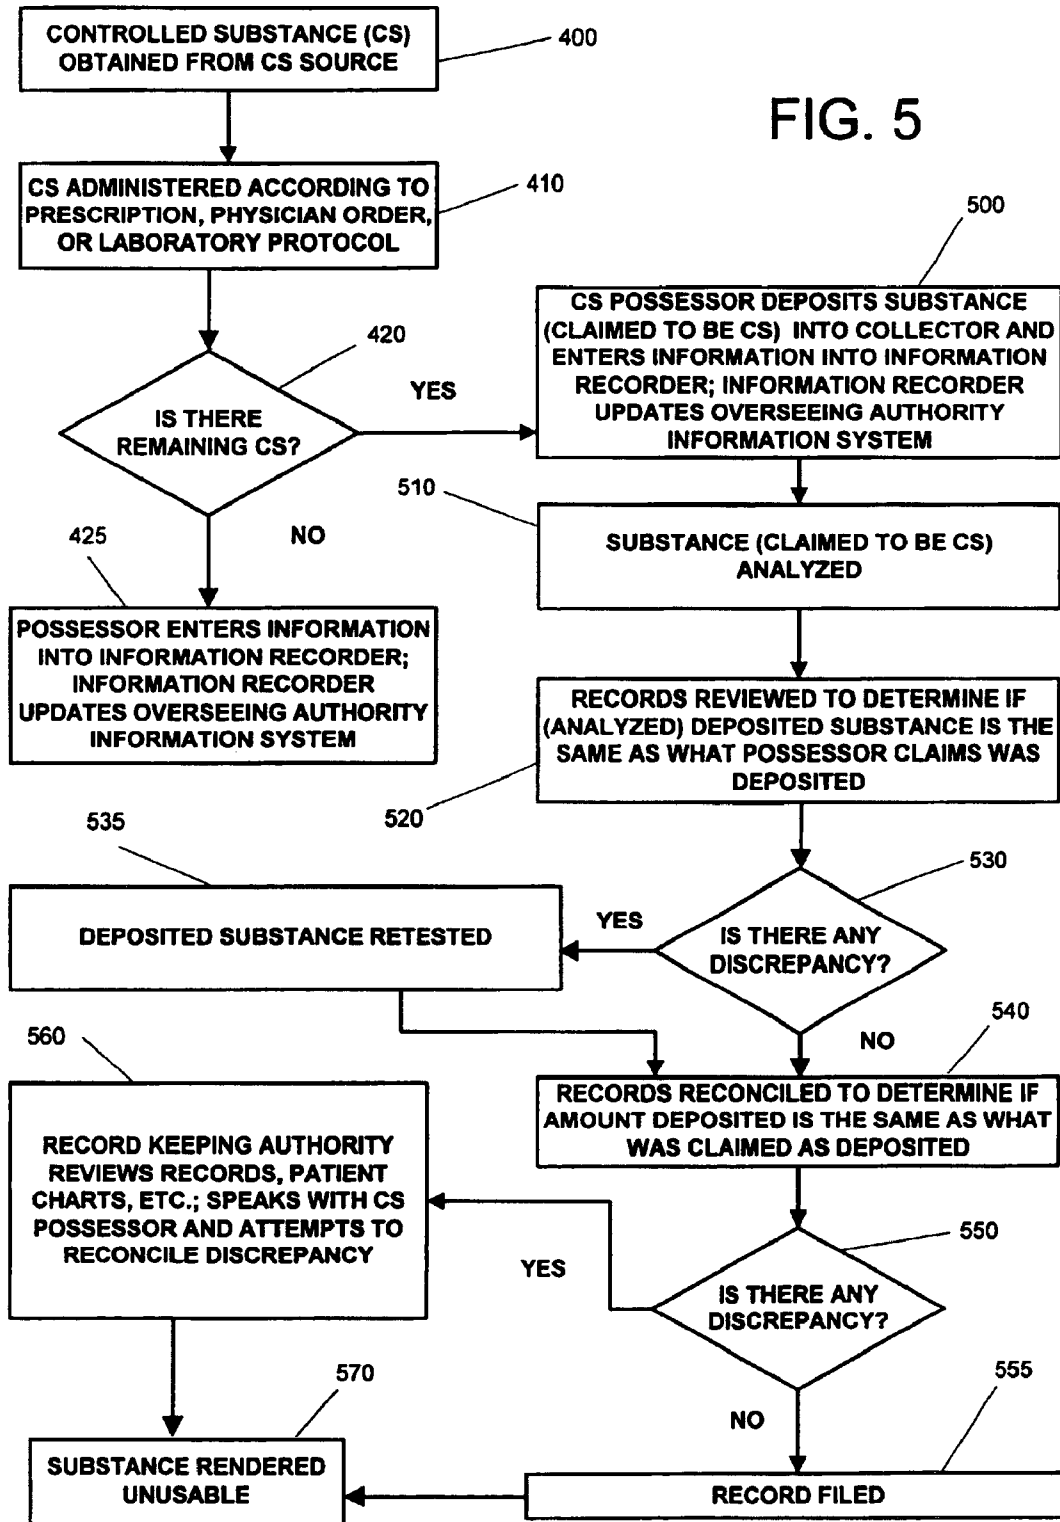 CONTROLLED SUBSTANCE (CS)
OBTAINED FROM CS SOURCE
400
FIG. 5
CS ADMINISTERED ACCORDING TO
PRESCRIPTION, PHYSICIAN ORDER,
OR LABORATORY PROTOCOL
410
500
CS POSSESSOR DEPOSITS SUBSTANCE
(CLAIMED TO BE CS) INTO COLLECTOR AND
ENTERS INFORMATION INTO INFORMATION
RECORDER; INFORMATION RECORDER
UPDATES OVERSEEING AUTHORITY
INFORMATION SYSTEM
420
YES
IS THERE
REMAINING CS?
510
NO
425
SUBSTANCE (CLAIMED TO BE CS)
ANALYZED
POSSESSOR ENTERS INFORMATION
INTO INFORMATION RECORDER;
INFORMATION RECORDER
UPDATES OVERSEEING AUTHORITY
INFORMATION SYSTEM
RECORDS REVIEWED TO DETERMINE IF
(ANALYZED) DEPOSITED SUBSTANCE IS THE
SAME AS WHAT POSSESSOR CLAIMS WAS
DEPOSITED
520
535
530
YES
IS THERE ANY
DISCREPANCY?
DEPOSITED SUBSTANCE RETESTED
540
NO
560
RECORDS RECONCILED TO DETERMINE IF
AMOUNT DEPOSITED IS THE SAME AS WHAT
WAS CLAIMED AS DEPOSITED
RECORD KEEPING AUTHORITY
REVIEWS RECORDS, PATIENT
CHARTS, ETC.; SPEAKS WITH CS
POSSESSOR AND ATTEMPTS TO
RECONCILE DISCREPANCY
550
YES
IS THERE ANY
DISCREPANCY?
570
555
NO
SUBSTANCE RENDERED
UNUSABLE
RECORD FILED